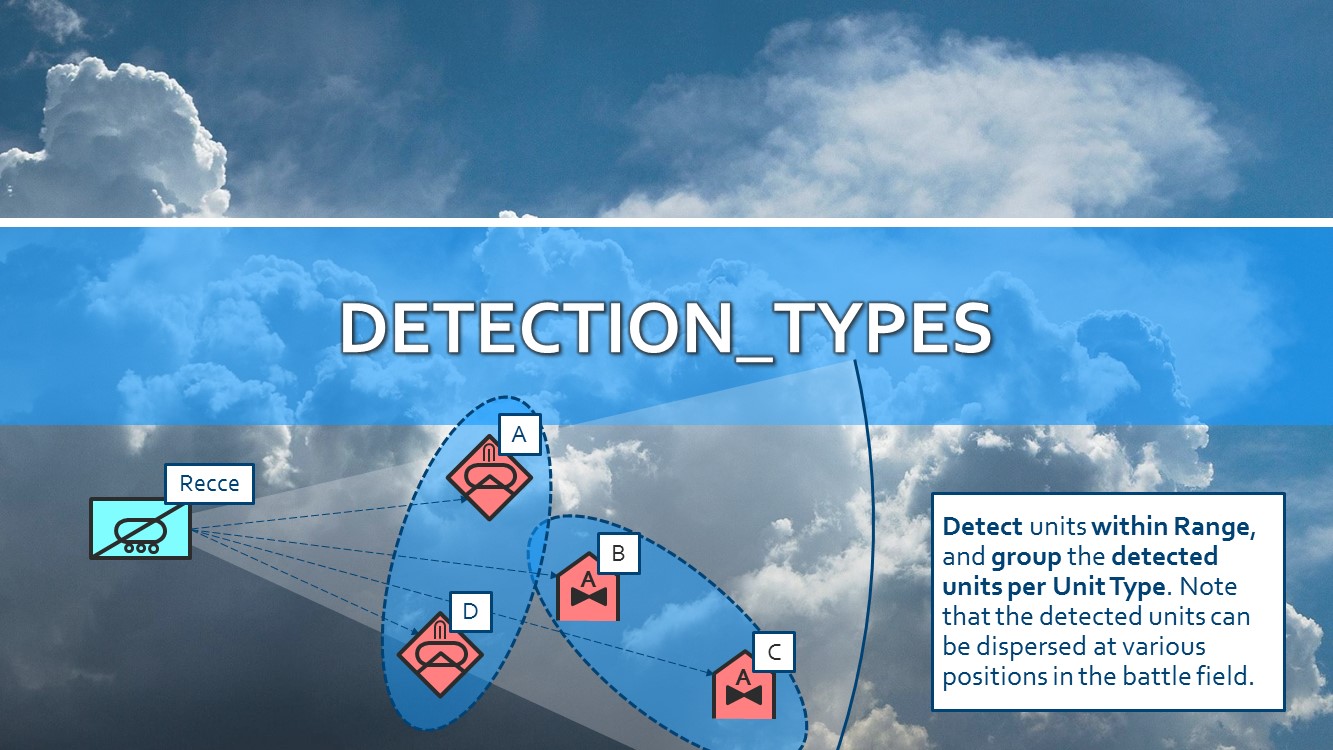 DETECTION_TYPES
A
Recce
Detect units within Range,
and group the detected
units per Unit Type. Note
that the detected units can
be dispersed at various
positions in the battle field.
B
A
D
C
A